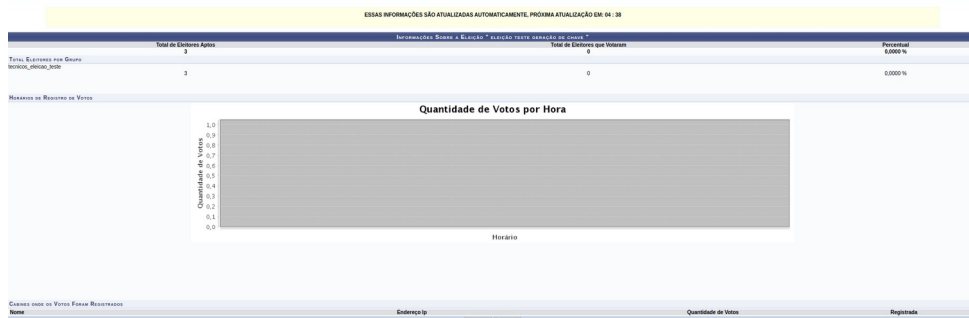 ESSAS INFORMAÇÕES SÃO ATUALIZADAS AUTOMATICAMENTE, PRÓXIMA ATUALIZAÇÃO EM: 04 : 38
Informações Sobre a Eleição " eleição teste geração de chave "
Total de Eleitores Aptos Total de Eleitores que Votaram Percentual
3 0 0,0000 %
Total Eleitores por Grupo
tecnicos_eleicao_teste
3 0 0,0000 %
Horários de Registro de Votos
Quantidade de Votos por Hora
Quantidade de Votos
1,0
0,9
0,8
0,7
0,6
0,5
0,4
0,3
0,2
0,1
0,0
Horário
Cabines onde os Votos Foram Registrados
Nome Endereço Ip Quantidade de Votos Registrada